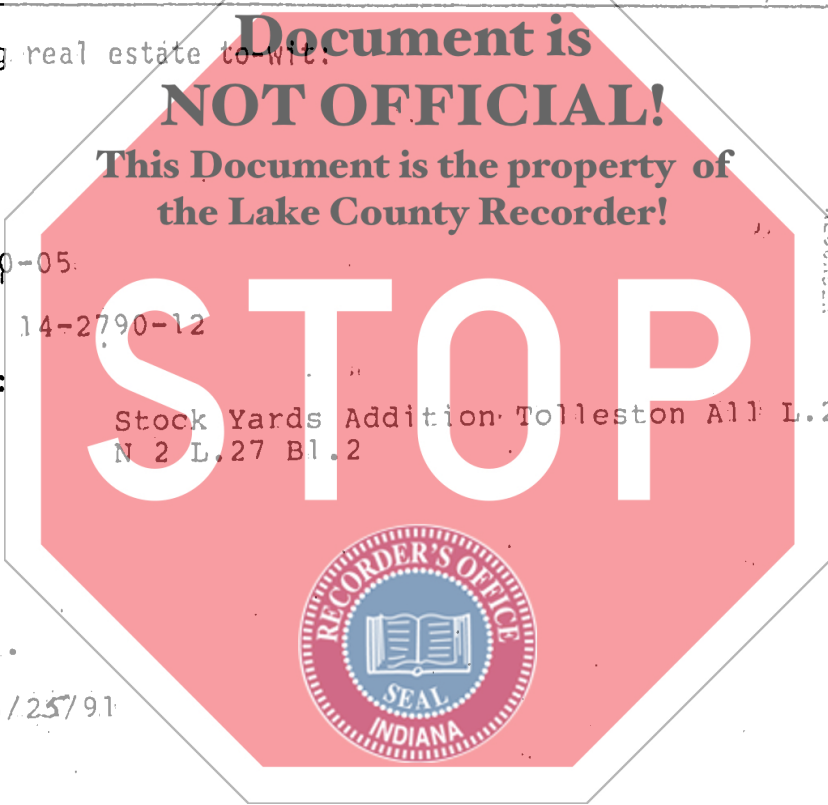 Document is
g real estate to-wit:
NOT OFFICIAL!
This Document is the property of
the Lake County Recorder!
0-05
14-2790-12
STOP
:
Stock Yards Addition Tolleston All L.2
N 2 L.27 Bl.2
RECORDER'S OFFICE
SEAL
INDIANA
.
/25/91